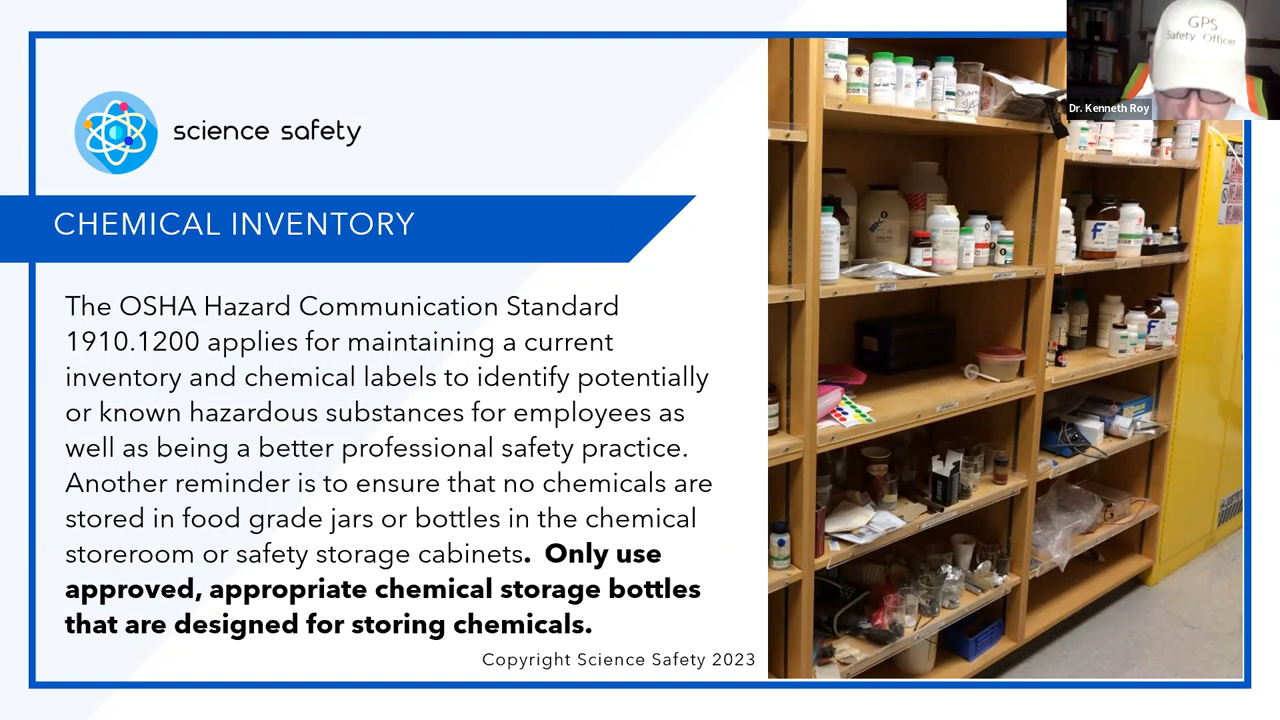 GPS
Safety Officer
Dr. Kenneth Roy
science safety
CHEMICAL INVENTORY
The OSHA Hazard Communication Standard
1910.1200 applies for maintaining a current
inventory and chemical labels to identify potentially
or known hazardous substances for employees as
well as being a better professional safety practice.
Another reminder is to ensure that no chemicals are
stored in food grade jars or bottles in the chemical
storeroom or safety storage cabinets.  Only use
approved, appropriate chemical storage bottles
that are designed for storing chemicals.
Copyright Science Safety 2023